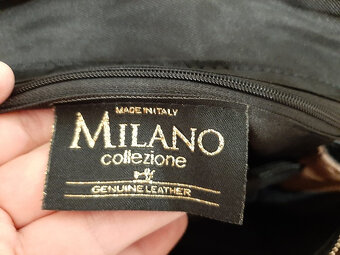 MADE IN ITALY
MILANO
collezione
GENUINE LEATHER